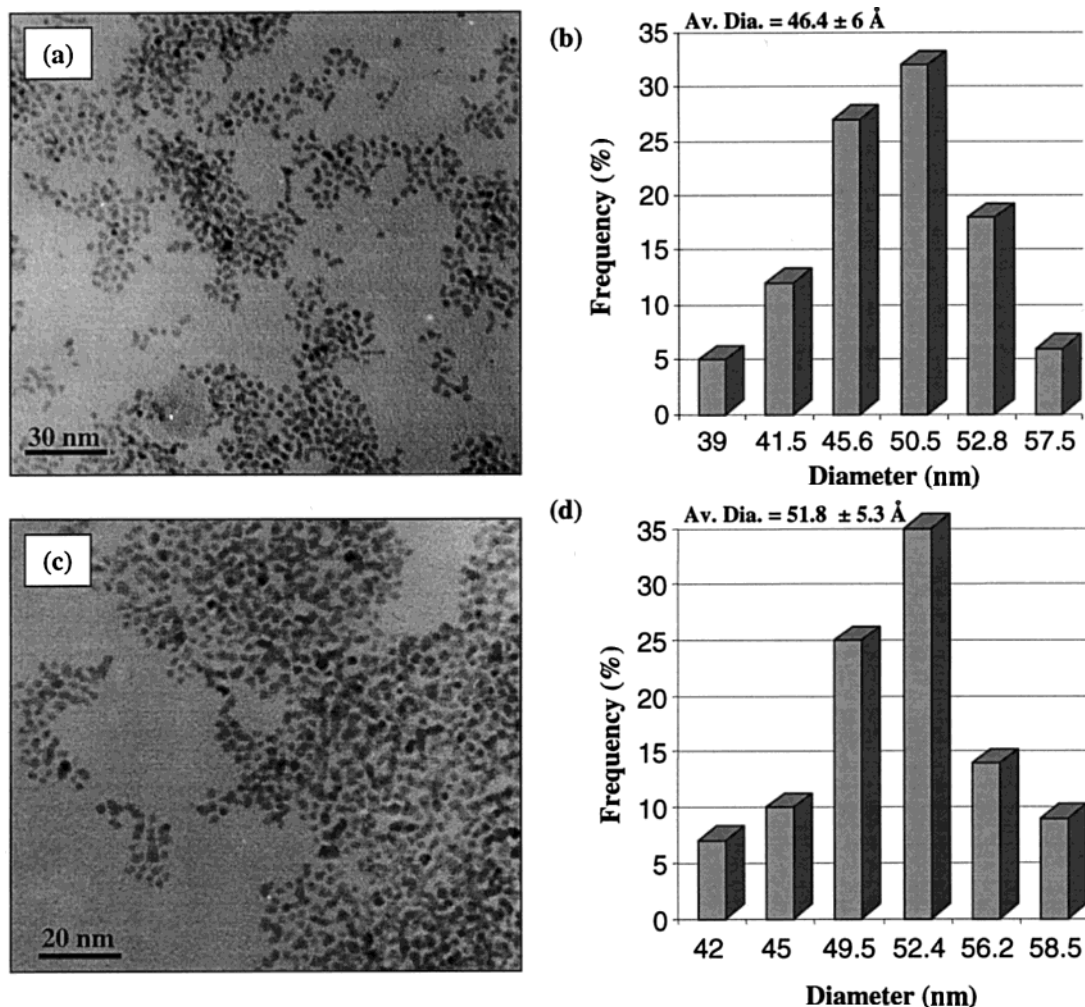 (a)
30 nm
(b)
Av. Dia. = 46.4 ± 6 Å
Frequency (%)
35
30
25
20
15
10
5
0
39 41.5 45.6 50.5 52.8 57.5
Diameter (nm)
(c)
20 nm
(d)
Av. Dia. = 51.8 ± 5.3 Å
Frequency (%)
35
30
25
20
15
10
5
0
42 45 49.5 52.4 56.2 58.5
Diameter (nm)